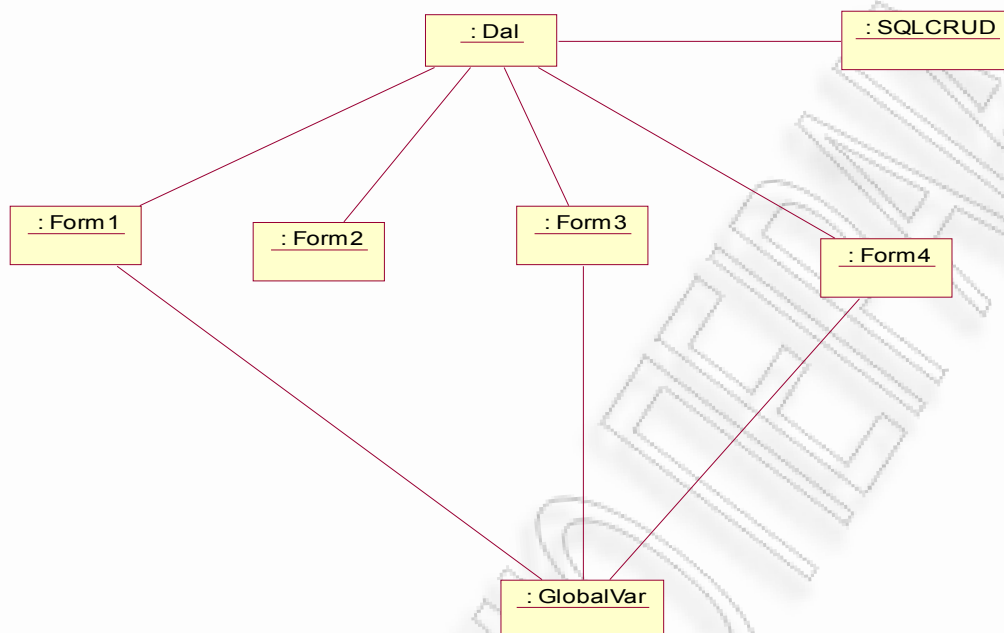 : Dal
: SQLCRUD
: Form1
: Form2
: Form3
: Form4
: GlobalVar